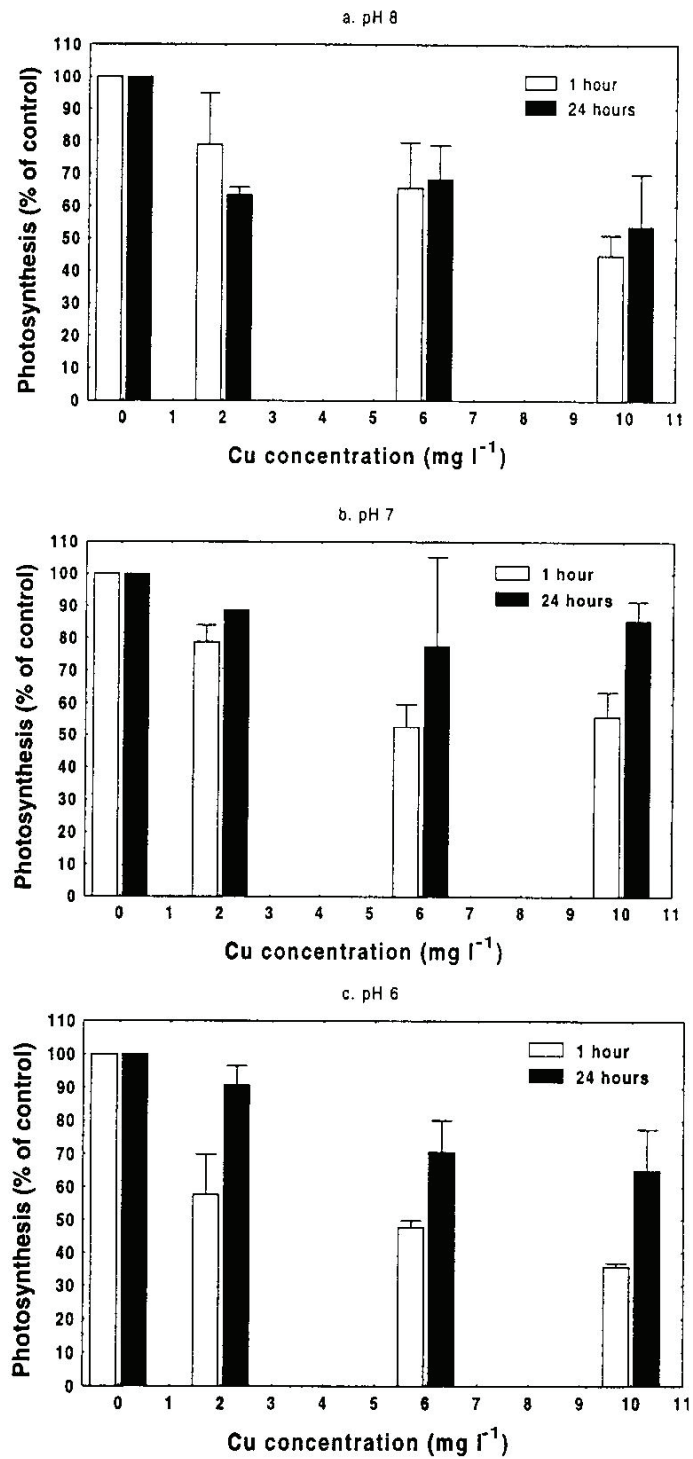 a. pH 8
110
100
90
80
70
60
50
40
30
20
10
0
Photosynthesis (% of control)
1 hour
24 hours
0 1 2 3 4 5 6 7 8 9 10 11
Cu concentration (mg l⁻¹)
b. pH 7
110
100
90
80
70
60
50
40
30
20
10
0
Photosynthesis (% of control)
1 hour
24 hours
0 1 2 3 4 5 6 7 8 9 10 11
Cu concentration (mg l⁻¹)
c. pH 6
110
100
90
80
70
60
50
40
30
20
10
0
Photosynthesis (% of control)
1 hour
24 hours
0 1 2 3 4 5 6 7 8 9 10 11
Cu concentration (mg l⁻¹)